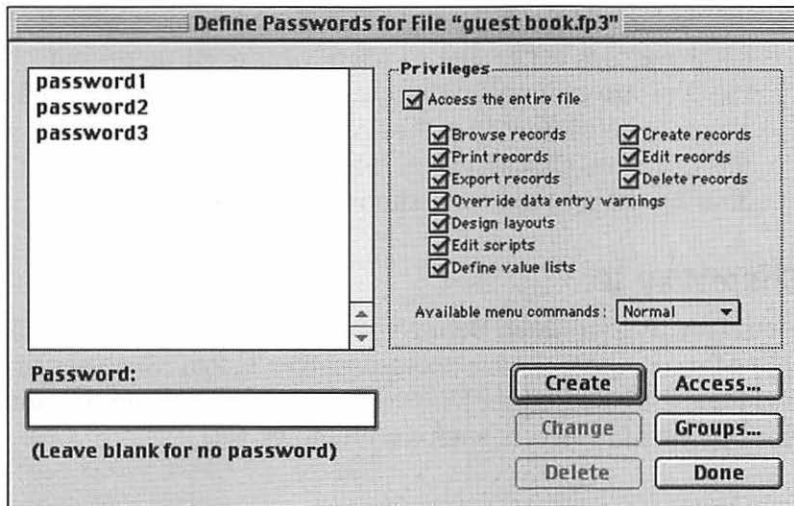 Define Passwords for File “guest book.fp3”
password1
password2
password3
Privileges
Access the entire file
Browse records
Create records
Print records
Edit records
Export records
Delete records
Override data entry warnings
Design layouts
Edit scripts
Define value lists
Available menu commands: Normal
Password:
(Leave blank for no password)
Create
Access...
Change
Groups...
Delete
Done